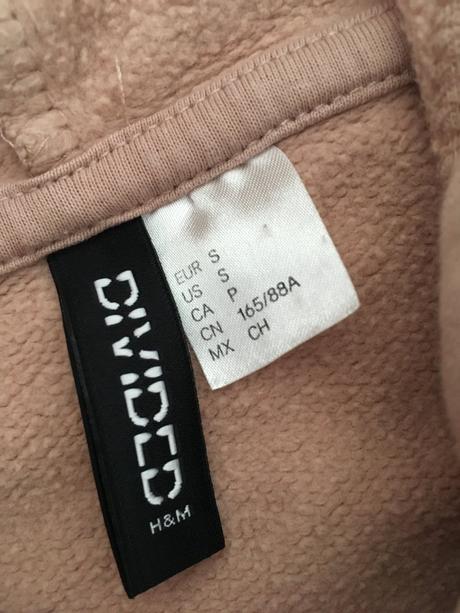 EUR S
US S
CA P
CN 165/88A
MX CH
DIVIDED
H&M